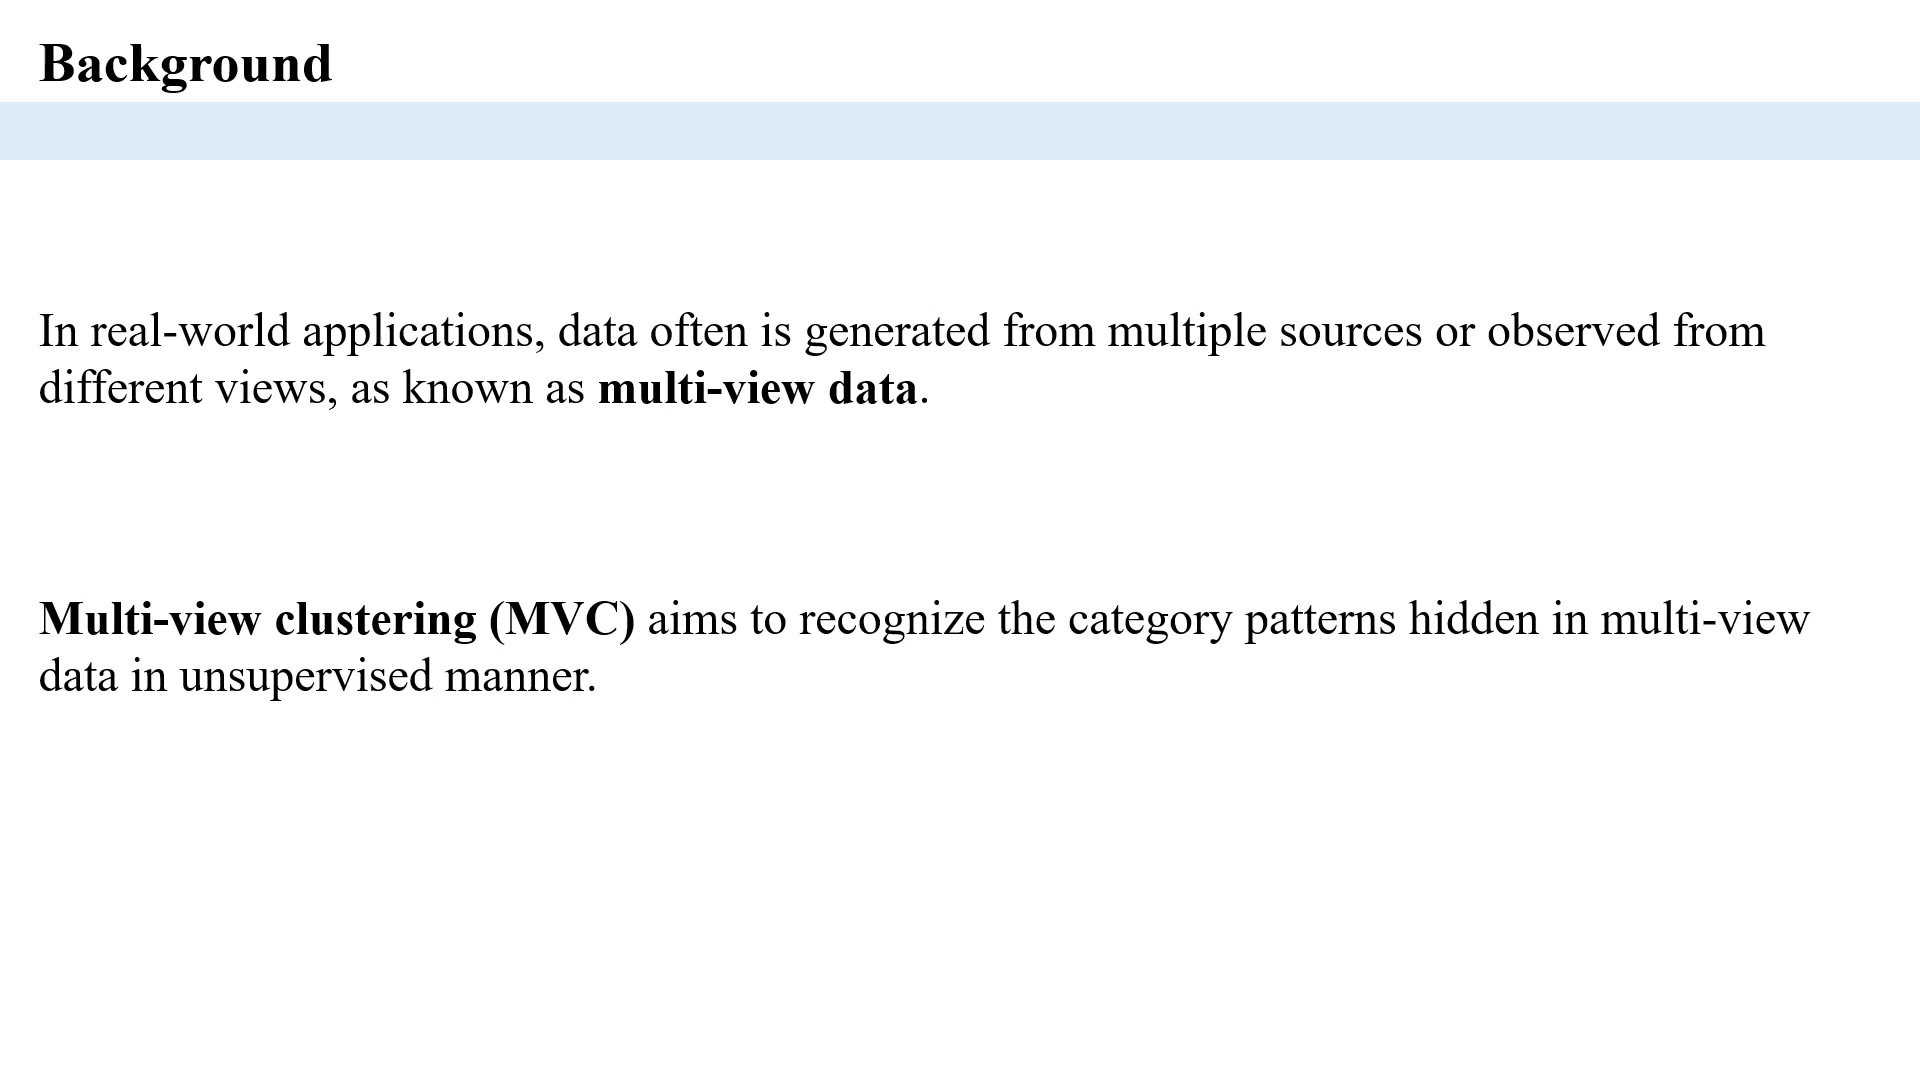 Background
In real-world applications, data often is generated from multiple sources or observed from
different views, as known as multi-view data.
Multi-view clustering (MVC) aims to recognize the category patterns hidden in multi-view
data in unsupervised manner.